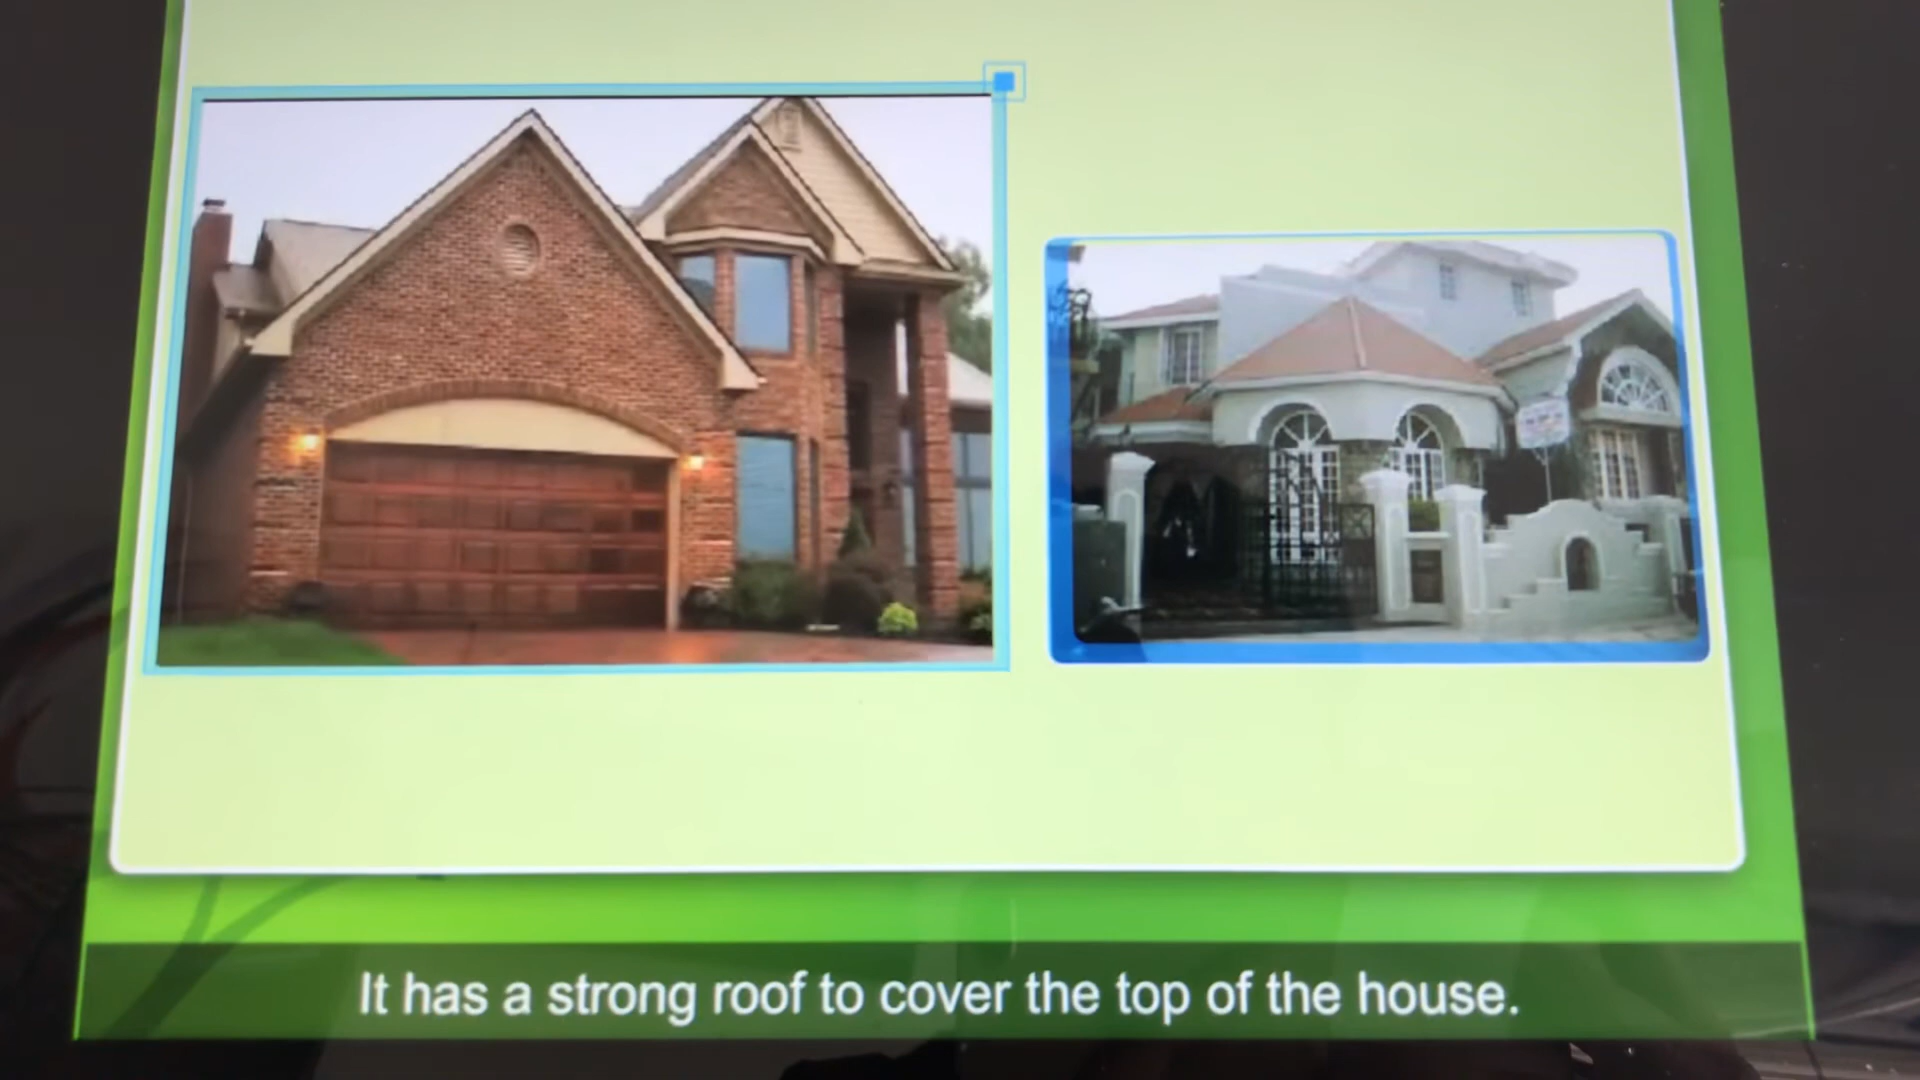 It has a strong roof to cover the top of the house.